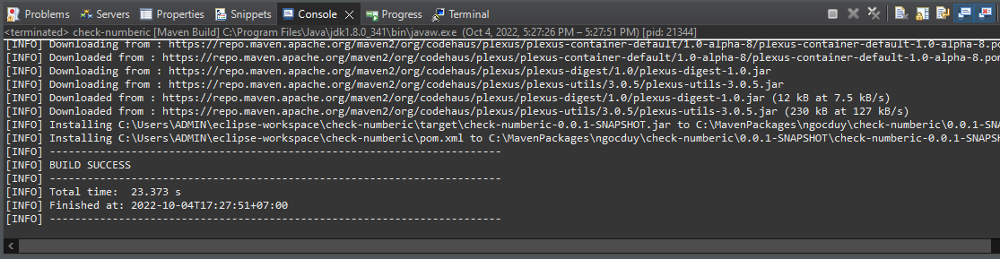 Problems Servers Properties Snippets Console Progress Terminal
<terminated> check-numberic [Maven Build] C:\Program Files\Java\jdk1.8.0_341\bin\javaw.exe (Oct 4, 2022, 5:27:26 PM – 5:27:51 PM) [pid: 21344]
[INFO] Downloading from : https://repo.maven.apache.org/maven2/org/codehaus/plexus/plexus-container-default/1.0-alpha-8/plexus-container-default-1.0-alpha-8.pom
[INFO] Downloaded from : https://repo.maven.apache.org/maven2/org/codehaus/plexus/plexus-container-default/1.0-alpha-8/plexus-container-default-1.0-alpha-8.pom
[INFO] Downloading from : https://repo.maven.apache.org/maven2/org/codehaus/plexus/plexus-digest/1.0/plexus-digest-1.0.jar
[INFO] Downloading from : https://repo.maven.apache.org/maven2/org/codehaus/plexus/plexus-utils/3.0.5/plexus-utils-3.0.5.jar
[INFO] Downloaded from : https://repo.maven.apache.org/maven2/org/codehaus/plexus/plexus-digest/1.0/plexus-digest-1.0.jar (12 kB at 7.5 kB/s)
[INFO] Downloaded from : https://repo.maven.apache.org/maven2/org/codehaus/plexus/plexus-utils/3.0.5/plexus-utils-3.0.5.jar (230 kB at 127 kB/s)
[INFO] Installing C:\Users\ADMIN\eclipse-workspace\check-numberic\target\check-numberic-0.0.1-SNAPSHOT.jar to C:\MavenPackages\ngocduy\check-numberic\0.0.1-SNA
[INFO] Installing C:\Users\ADMIN\eclipse-workspace\check-numberic\pom.xml to C:\MavenPackages\ngocduy\check-numberic\0.0.1-SNAPSHOT\check-numberic-0.0.1-SNAPS
[INFO] ------------------------------------------------------------------------
[INFO] BUILD SUCCESS
[INFO] ------------------------------------------------------------------------
[INFO] Total time:  23.373 s
[INFO] Finished at: 2022-10-04T17:27:51+07:00
[INFO] ------------------------------------------------------------------------